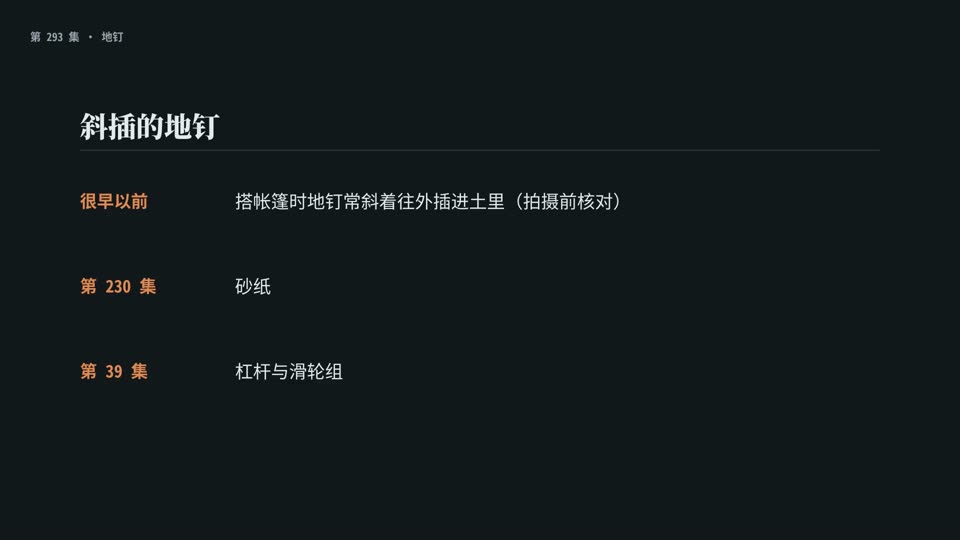 第 293 集 · 地钉
斜插的地钉
很早以前 搭帐篷时地钉常斜着往外插进土里（拍摄前核对）
第 230 集 砂纸
第 39 集 杠杆与滑轮组